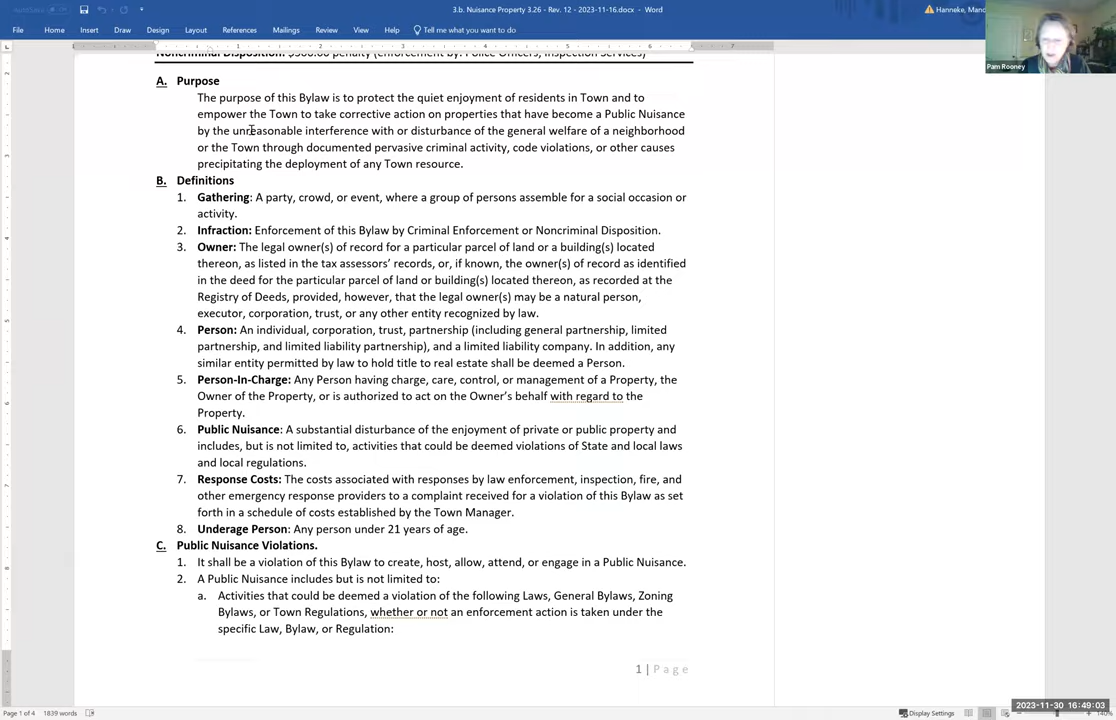 AutoSave Off
3.b. Nuisance Property 3.26 - Rev. 12 - 2023-11-16.docx - Word
Hanneke, Manc
File Home Insert Draw Design Layout References Mailings Review View Help Tell me what you want to do
Pam Rooney
Noncriminal Disposition: $300.00 penalty (enforcement by: Police Officers, Inspection Services)
A. Purpose
The purpose of this Bylaw is to protect the quiet enjoyment of residents in Town and to
empower the Town to take corrective action on properties that have become a Public Nuisance
by the unreasonable interference with or disturbance of the general welfare of a neighborhood
or the Town through documented pervasive criminal activity, code violations, or other causes
precipitating the deployment of any Town resource.
B. Definitions
1. Gathering: A party, crowd, or event, where a group of persons assemble for a social occasion or
activity.
2. Infraction: Enforcement of this Bylaw by Criminal Enforcement or Noncriminal Disposition.
3. Owner: The legal owner(s) of record for a particular parcel of land or a building(s) located
thereon, as listed in the tax assessors’ records, or, if known, the owner(s) of record as identified
in the deed for the particular parcel of land or building(s) located thereon, as recorded at the
Registry of Deeds, provided, however, that the legal owner(s) may be a natural person,
executor, corporation, trust, or any other entity recognized by law.
4. Person: An individual, corporation, trust, partnership (including general partnership, limited
partnership, and limited liability partnership), and a limited liability company. In addition, any
similar entity permitted by law to hold title to real estate shall be deemed a Person.
5. Person-In-Charge: Any Person having charge, care, control, or management of a Property, the
Owner of the Property, or is authorized to act on the Owner’s behalf with regard to the
Property.
6. Public Nuisance: A substantial disturbance of the enjoyment of private or public property and
includes, but is not limited to, activities that could be deemed violations of State and local laws
and local regulations.
7. Response Costs: The costs associated with responses by law enforcement, inspection, fire, and
other emergency response providers to a complaint received for a violation of this Bylaw as set
forth in a schedule of costs established by the Town Manager.
8. Underage Person: Any person under 21 years of age.
C. Public Nuisance Violations.
1. It shall be a violation of this Bylaw to create, host, allow, attend, or engage in a Public Nuisance.
2. A Public Nuisance includes but is not limited to:
a. Activities that could be deemed a violation of the following Laws, General Bylaws, Zoning
Bylaws, or Town Regulations, whether or not an enforcement action is taken under the
specific Law, Bylaw, or Regulation:
1 | Page
2023-11-30 16:49:03
Page 1 of 4 1839 words Display Settings 140%